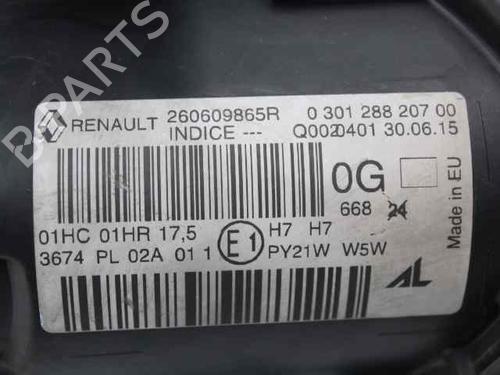 RENAULT 260609865R 0 301 288 207 00
INDICE --- Q0020401 30.06.15
0G
668 24
01HC 01HR 17,5 H7 H7
3674 PL 02A 01 1 E1 PY21W W5W
AL
Made in EU
B PARTS